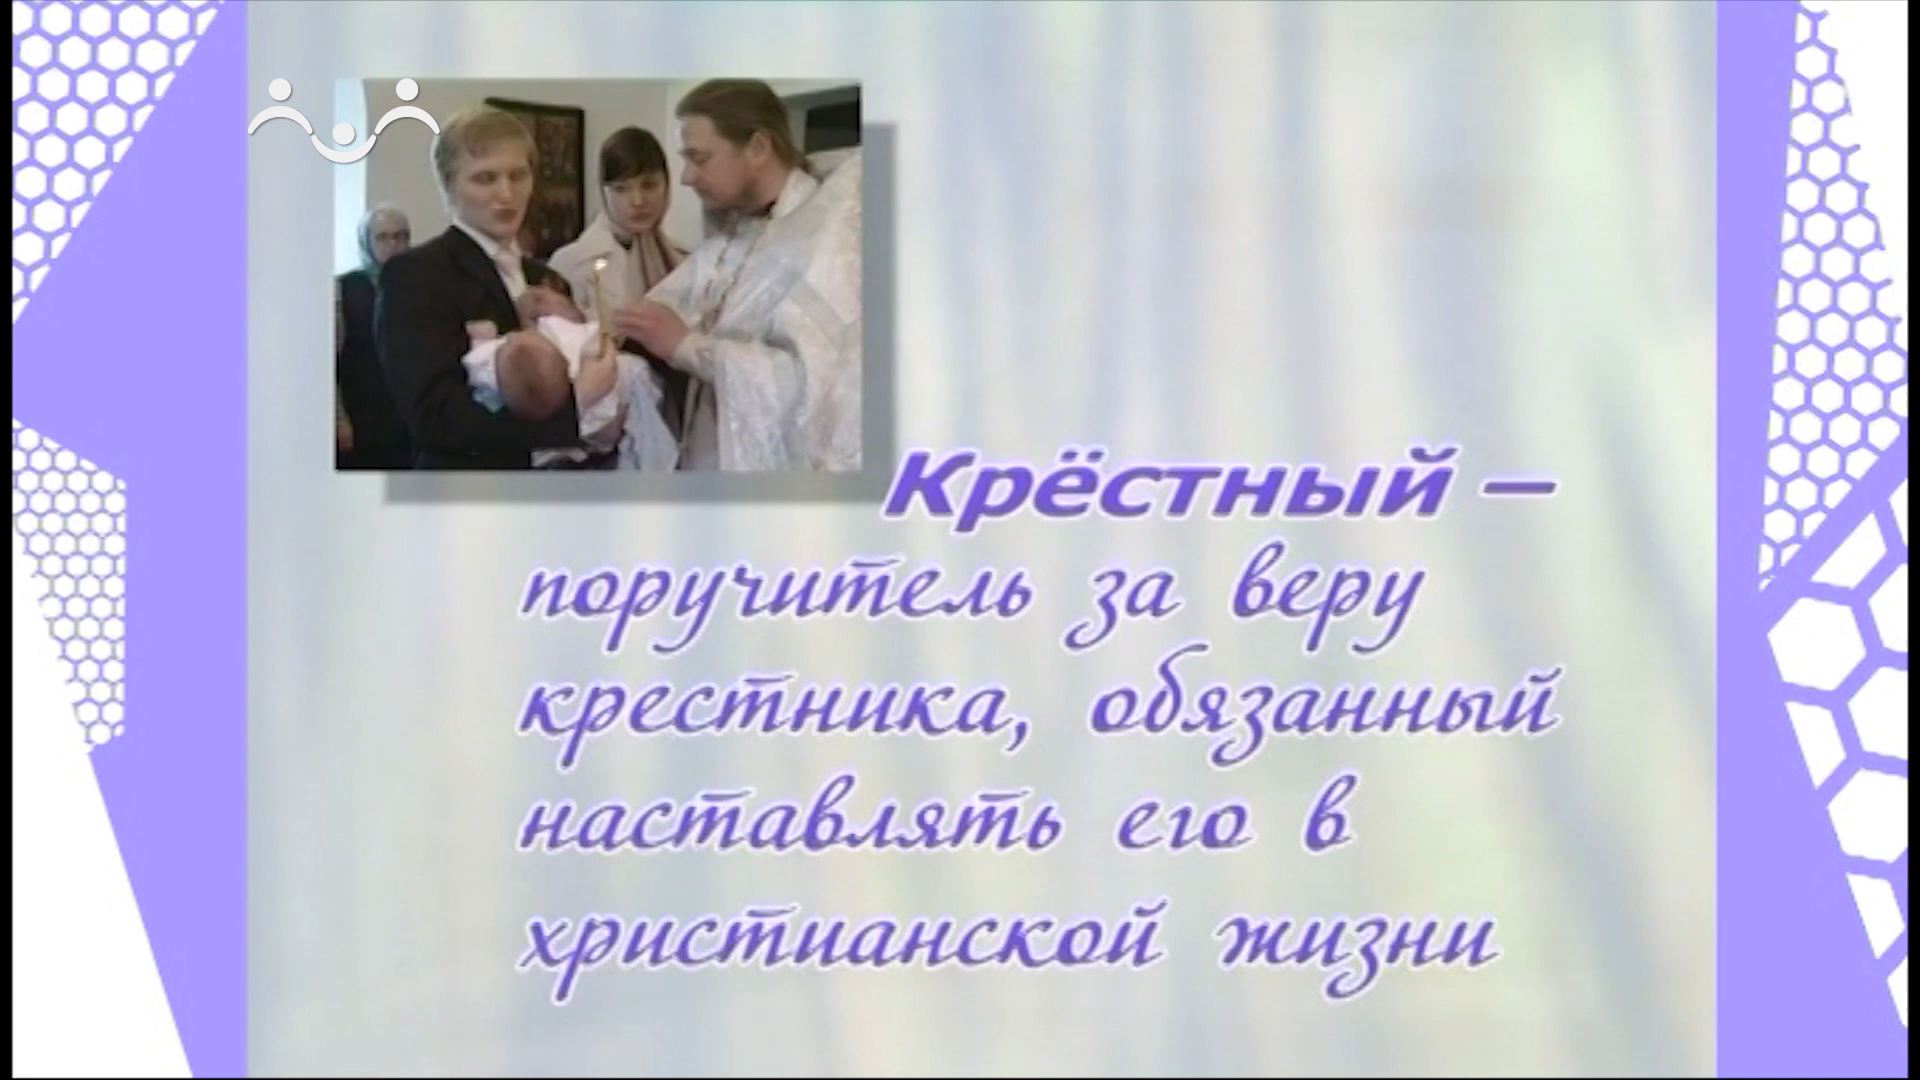 Крёстный –
поручитель за веру
крестника, обязанный
наставлять его в
христианской жизни